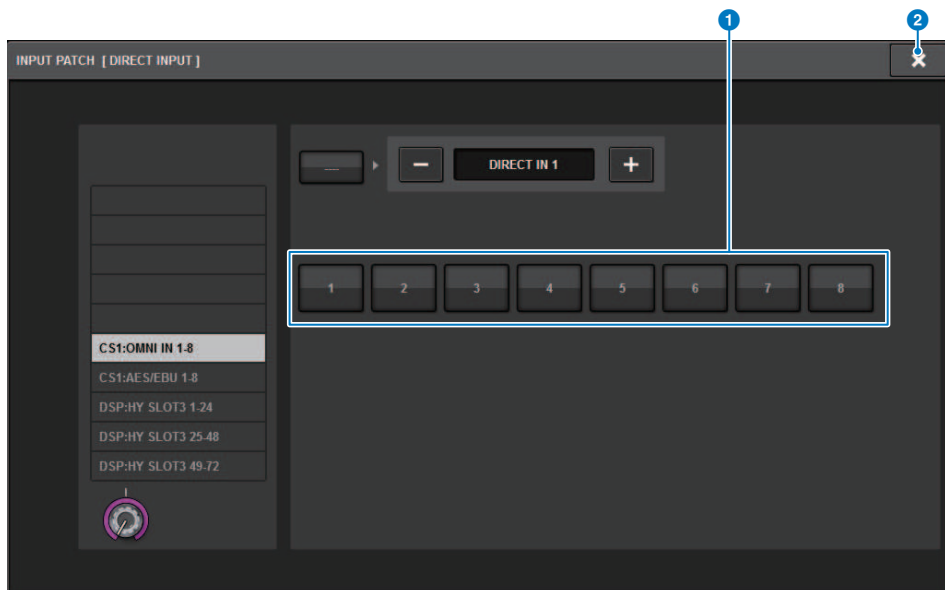 1
2
INPUT PATCH [ DIRECT INPUT ]
DIRECT IN 1
1 2 3 4 5 6 7 8
CS1:OMNI IN 1-8
CS1:AES/EBU 1-8
DSP:HY SLOT3 1-24
DSP:HY SLOT3 25-48
DSP:HY SLOT3 49-72